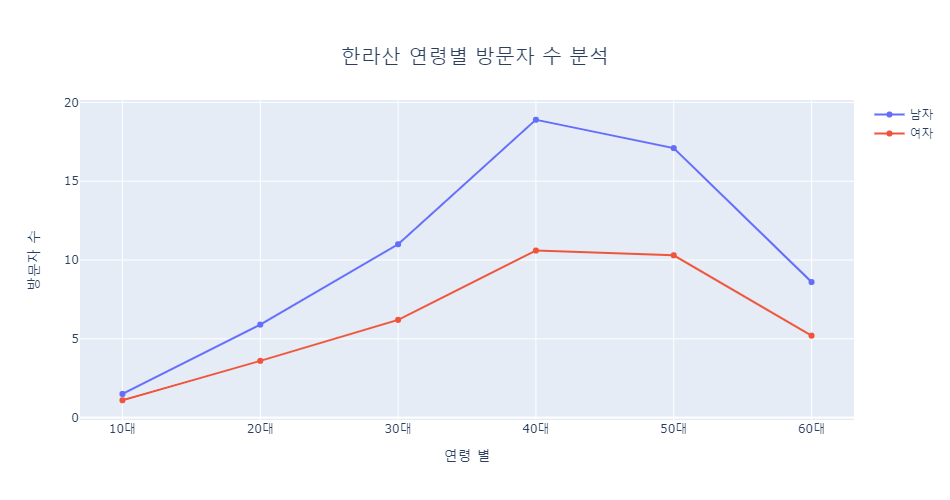 한라산 연령별 방문자 수 분석
남자
여자
방문자 수
20
15
10
5
0
10대
20대
30대
40대
50대
60대
연령 별